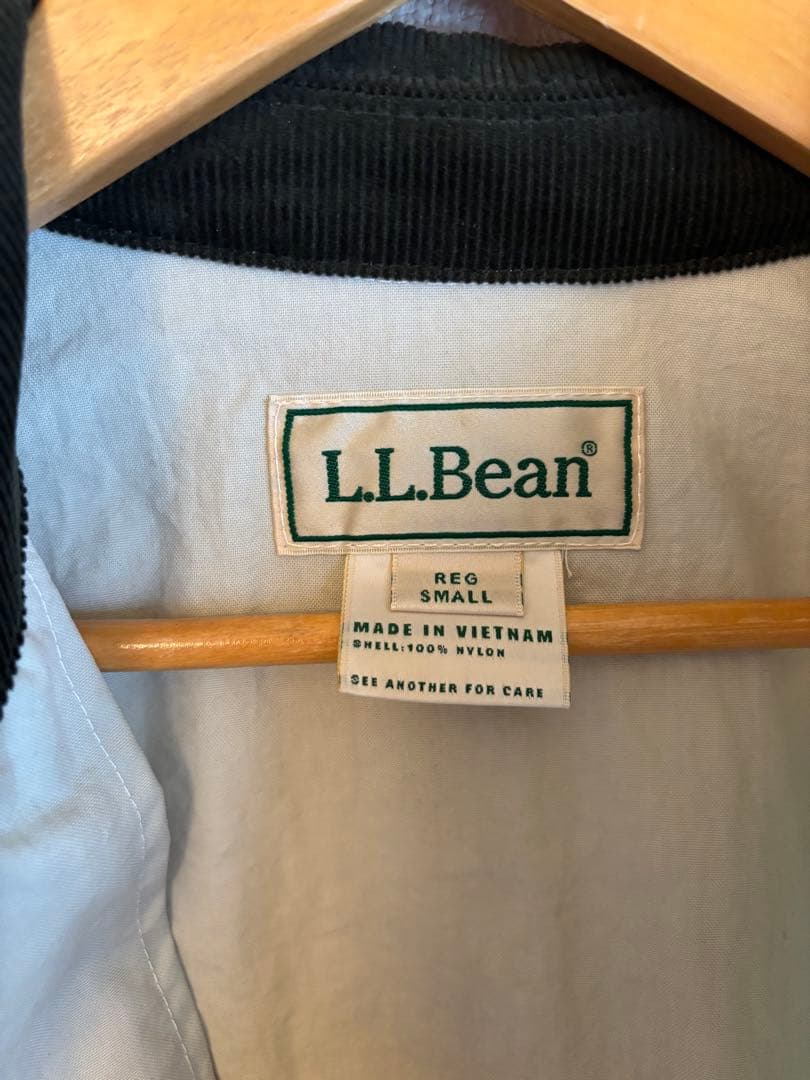 L.L.Bean®
REG
SMALL
MADE IN VIETNAM
SHELL:100% NYLON
SEE ANOTHER FOR CARE